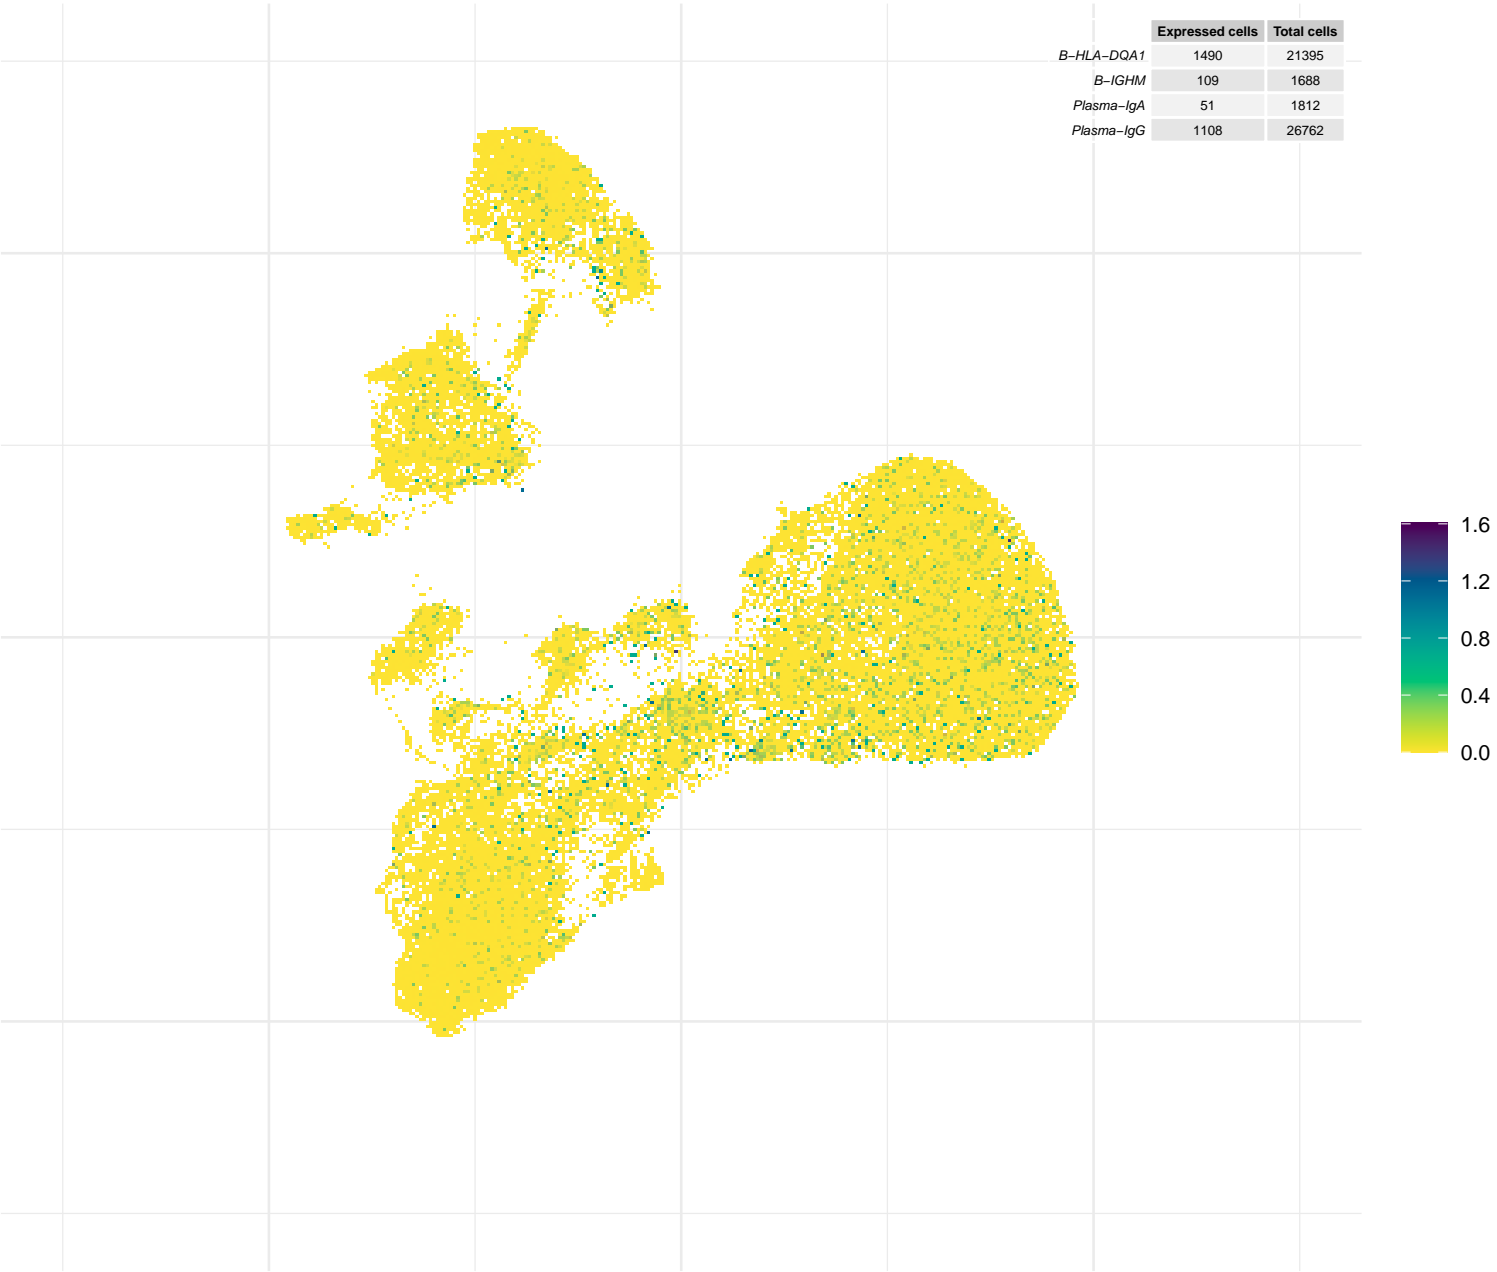 Expressed cells Total cells
B−HLA−DQA1 1490 21395
B−IGHM 109 1688
Plasma−IgA 51 1812
Plasma−IgG 1108 26762
1.6
1.2
0.8
0.4
0.0